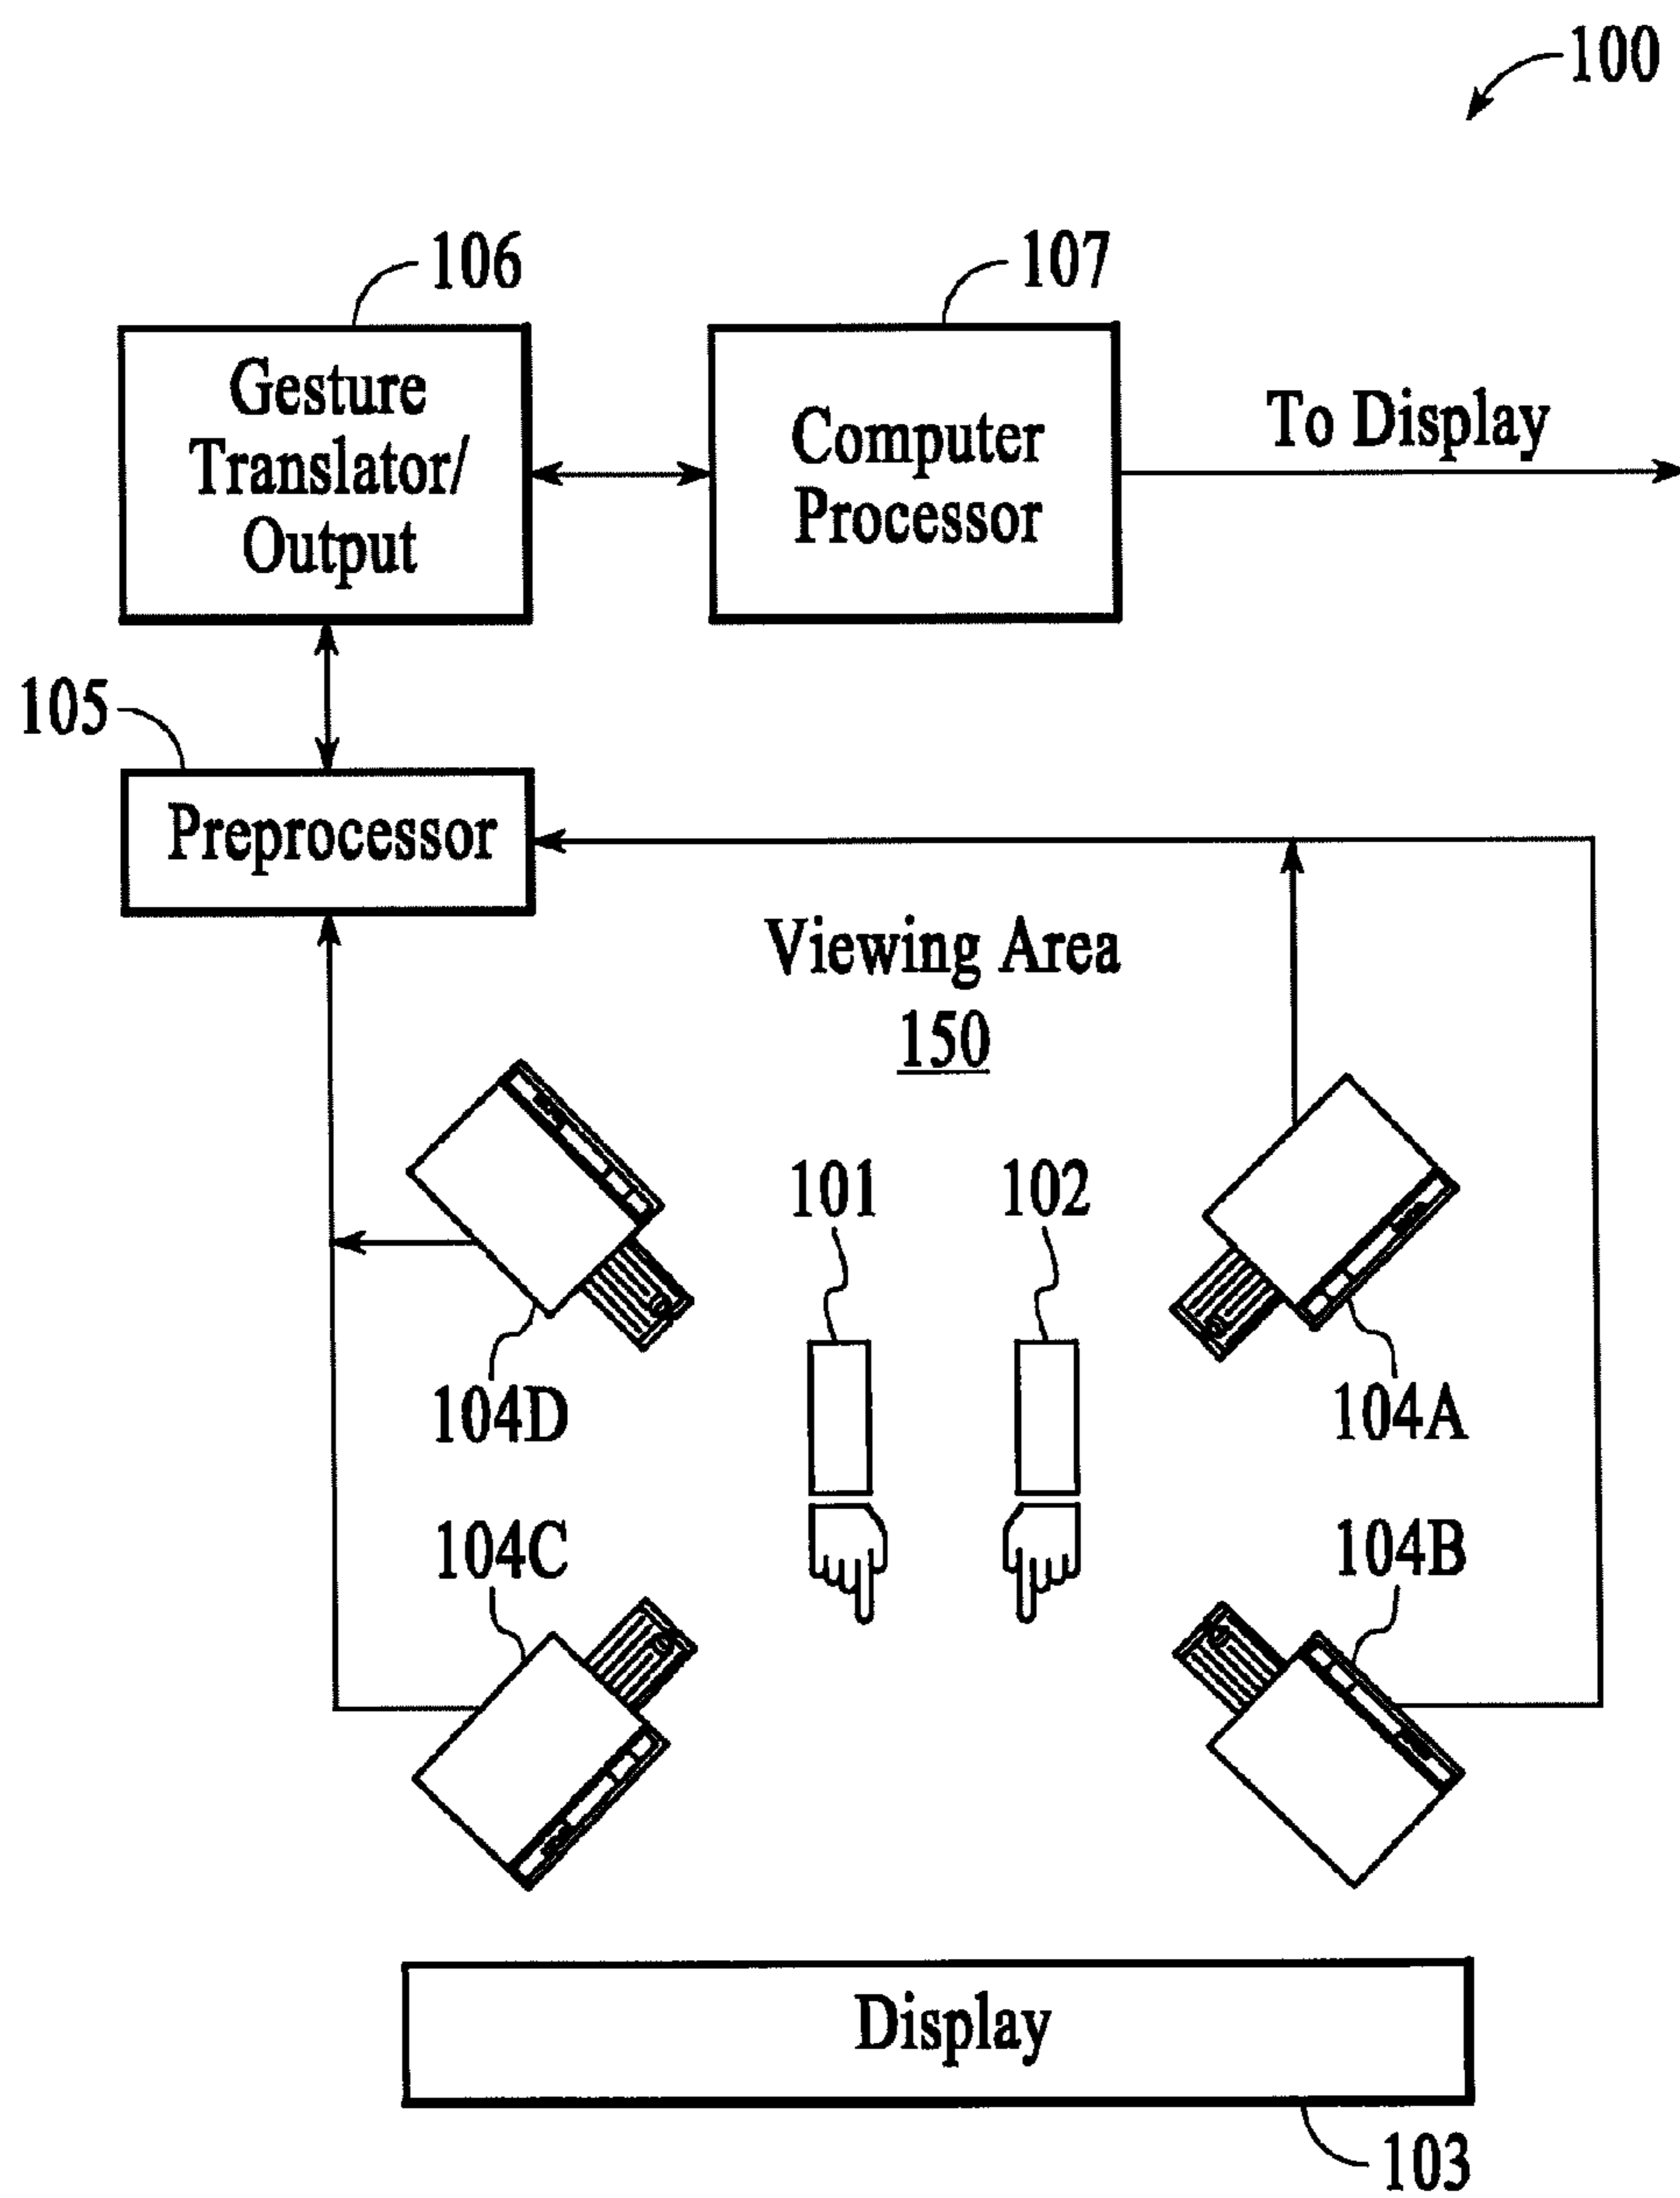 100
106
107
Gesture
Translator/
Output
Computer
Processor
To Display
105
Preprocessor
Viewing Area
150
101
102
104D
104A
104C
104B
Display
103